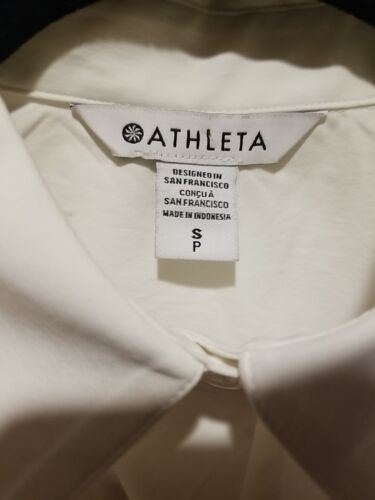 ATHLETA
DESIGNED IN
SAN FRANCISCO
CONÇU À
SAN FRANCISCO
MADE IN INDONESIA
S
P